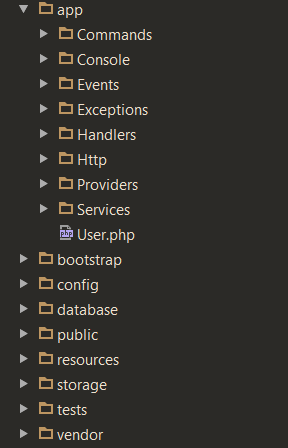 app
Commands
Console
Events
Exceptions
Handlers
Http
Providers
Services
php User.php
bootstrap
config
database
public
resources
storage
tests
vendor